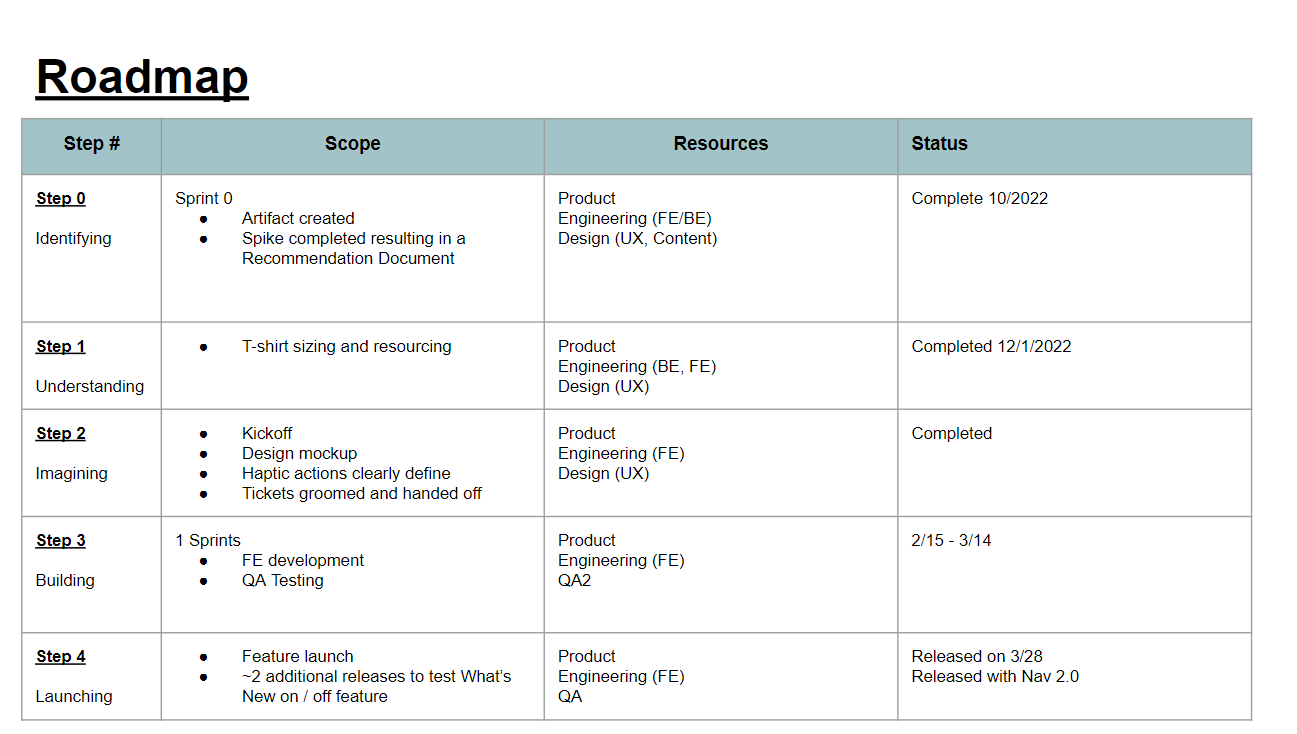 Roadmap
Step #
Scope
Resources
Status
Step 0
Identifying
Sprint 0
● Artifact created
● Spike completed resulting in a
Recommendation Document
Product
Engineering (FE/BE)
Design (UX, Content)
Complete 10/2022
Step 1
Understanding
● T-shirt sizing and resourcing
Product
Engineering (BE, FE)
Design (UX)
Completed 12/1/2022
Step 2
Imagining
● Kickoff
● Design mockup
● Haptic actions clearly define
● Tickets groomed and handed off
Product
Engineering (FE)
Design (UX)
Completed
Step 3
Building
1 Sprints
● FE development
● QA Testing
Product
Engineering (FE)
QA2
2/15 - 3/14
Step 4
Launching
● Feature launch
● ~2 additional releases to test What’s
New on / off feature
Product
Engineering (FE)
QA
Released on 3/28
Released with Nav 2.0